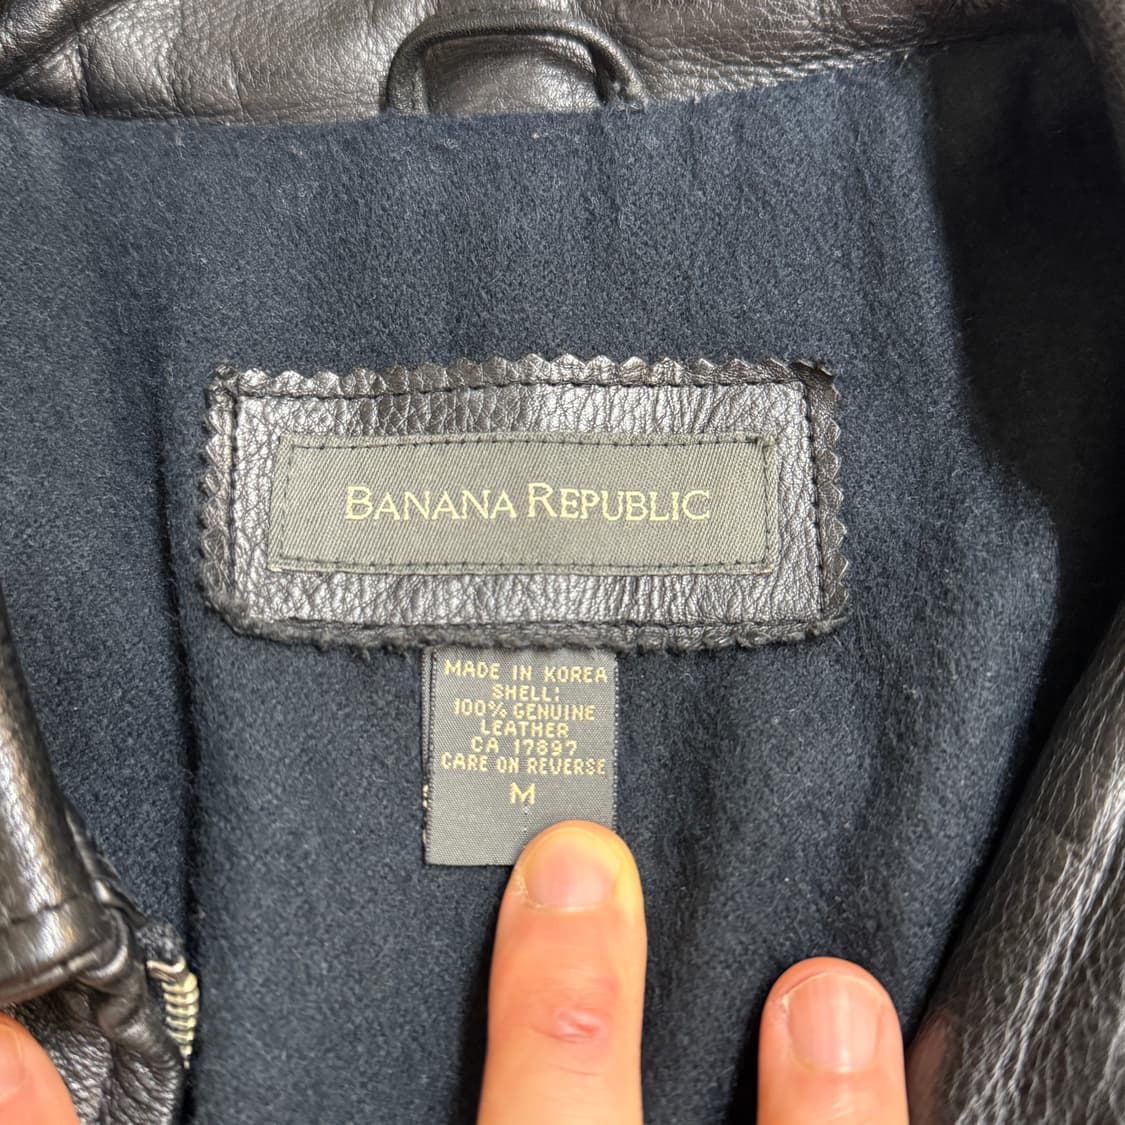 BANANA REPUBLIC
MADE IN KOREA
SHELL:
100% GENUINE
LEATHER
CA 17897
CARE ON REVERSE
M